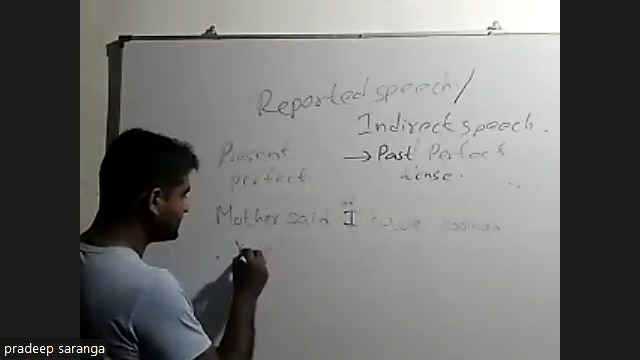 Reported speech /
Indirect speech.
Present → Past Perfect
perfect tense.
Mother said "I have
pradeep saranga